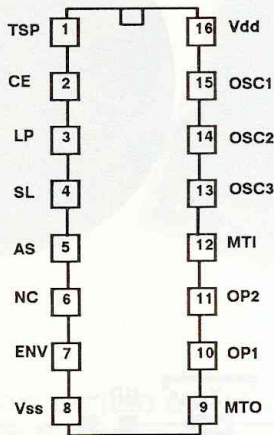 TSP 1 16 Vdd
CE 2 15 OSC1
LP 3 14 OSC2
SL 4 13 OSC3
AS 5 12 MTI
NC 6 11 OP2
ENV 7 10 OP1
Vss 8 9 MTO